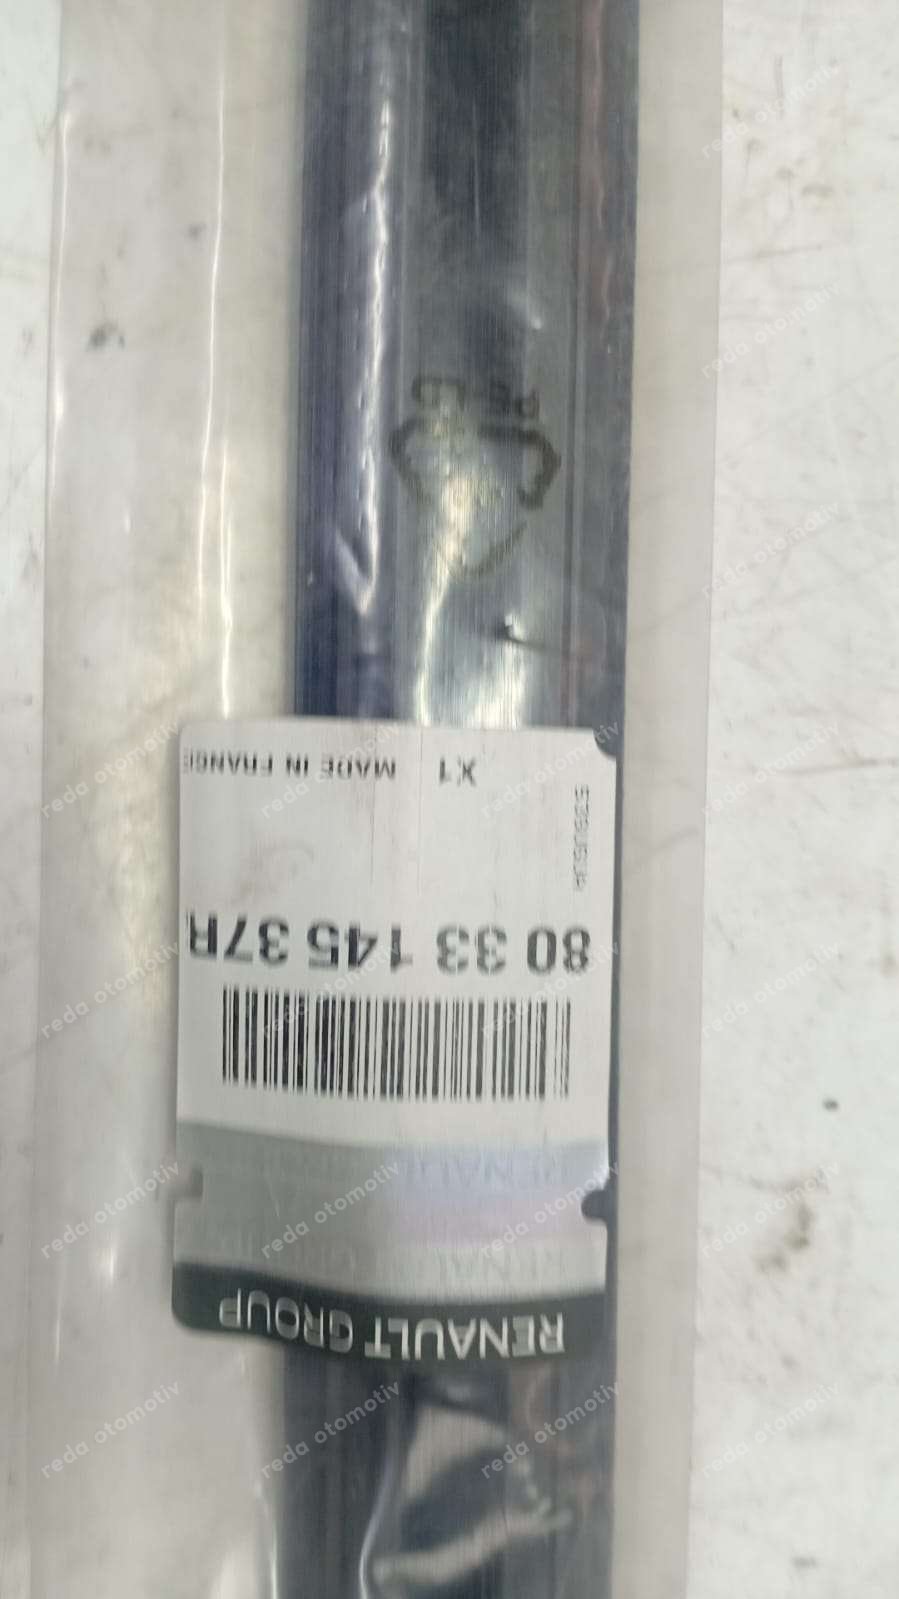 RENAULT GROUP
80 33 145 37R
X1 MADE IN FRANCE
reda otomotiv